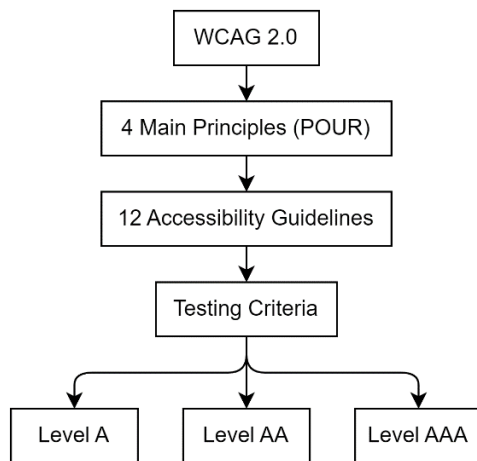 WCAG 2.0
4 Main Principles (POUR)
12 Accessibility Guidelines
Testing Criteria
Level A
Level AA
Level AAA